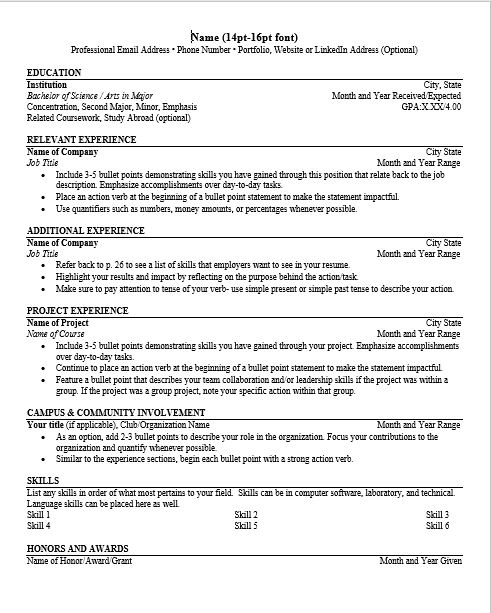 Name (14pt-16pt font)
Professional Email Address • Phone Number • Portfolio, Website or LinkedIn Address (Optional)
EDUCATION
Institution City, State
Bachelor of Science / Arts in Major Month and Year Received/Expected
Concentration, Second Major, Minor, Emphasis GPA:X.XX/4.00
Related Coursework, Study Abroad (optional)
RELEVANT EXPERIENCE
Name of Company City State
Job Title Month and Year Range
• Include 3-5 bullet points demonstrating skills you have gained through this position that relate back to the job
description. Emphasize accomplishments over day-to-day tasks.
• Place an action verb at the beginning of a bullet point statement to make the statement impactful.
• Use quantifiers such as numbers, money amounts, or percentages whenever possible.
ADDITIONAL EXPERIENCE
Name of Company City State
Job Title Month and Year Range
• Refer back to p. 26 to see a list of skills that employers want to see in your resume.
• Highlight your results and impact by reflecting on the purpose behind the action/task.
• Make sure to pay attention to tense of your verb- use simple present or simple past tense to describe your action.
PROJECT EXPERIENCE
Name of Project City State
Name of Course Month and Year Range
• Include 3-5 bullet points demonstrating skills you have gained through your project. Emphasize accomplishments
over day-to-day tasks.
• Continue to place an action verb at the beginning of a bullet point statement to make the statement impactful.
• Feature a bullet point that describes your team collaboration and/or leadership skills if the project was within a
group. If the project was a group project, note your specific contributions within that group.
CAMPUS & COMMUNITY INVOLVEMENT
Your title (if applicable), Club/Organization Name Month and Year Range
• As an option, add 2-3 bullet points to describe your role in the organization. Focus your contributions to the
organization and quantify whenever possible.
• Similar to the experience sections, begin each bullet point with a strong action verb.
SKILLS
List any skills in order of what most pertains to your field. Skills can be in computer software, laboratory, and technical.
Language skills can be placed here as well.
Skill 1 Skill 2 Skill 3
Skill 4 Skill 5 Skill 6
HONORS AND AWARDS
Name of Honor/Award/Grant Month and Year Given